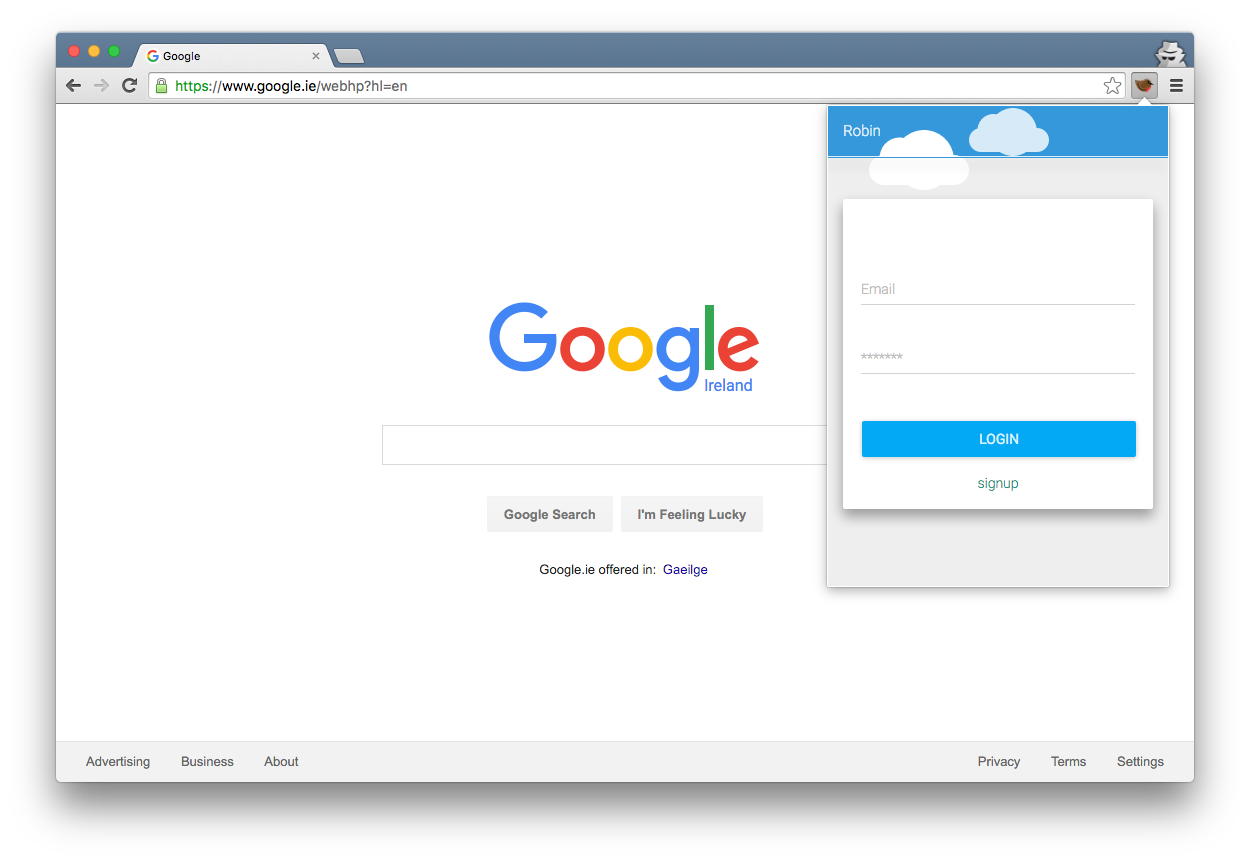 Google
https://www.google.ie/webhp?hl=en
Robin
Email
*******
LOGIN
signup
Google
Ireland
Google Search
I'm Feeling Lucky
Google.ie offered in: Gaeilge
Advertising
Business
About
Privacy
Terms
Settings